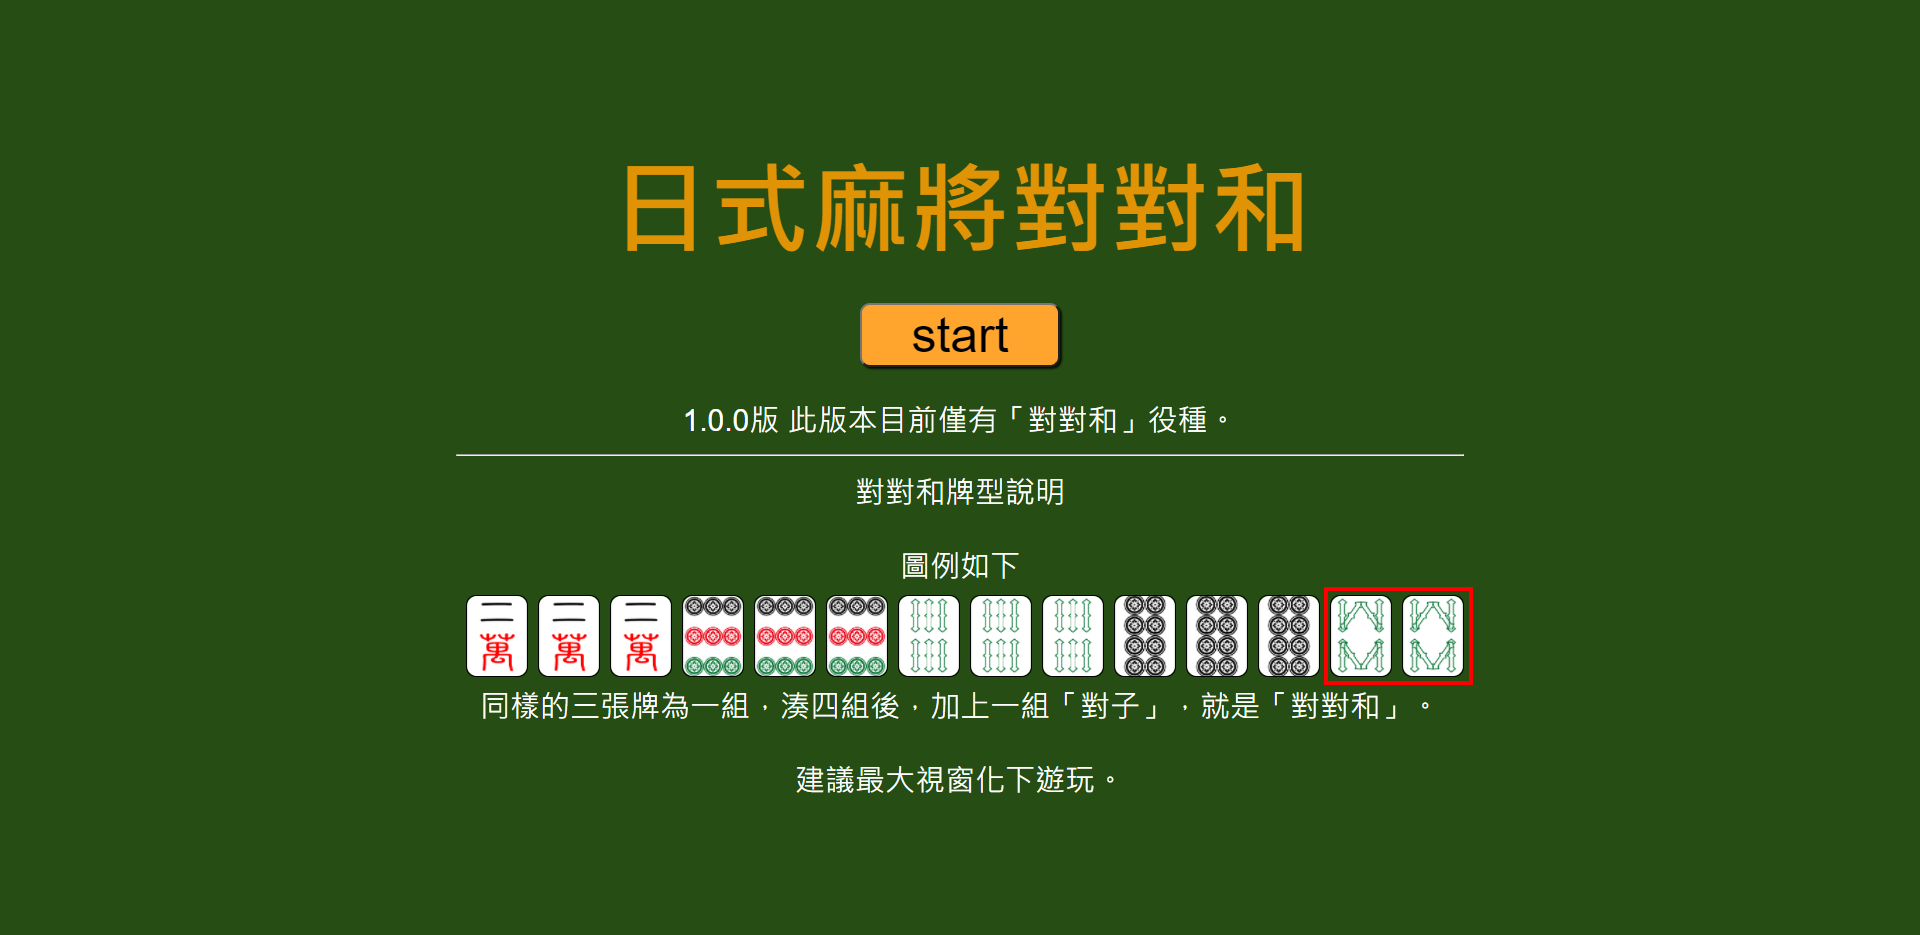 日式麻將對對和
start
1.0.0版 此版本目前僅有「對對和」役種。
對對和牌型說明
圖例如下
二萬 二萬 二萬
同樣的三張牌為一組，湊四組後，加上一組「對子」，就是「對對和」。
建議最大視窗化下遊玩。